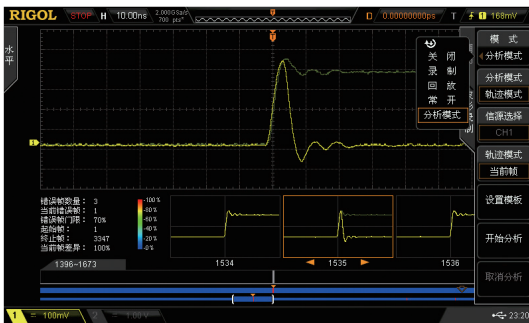 RIGOL STOP H 10.00ns 2.000GSa/s 700 pts D 0.00000000ps T 1 168mV
水平
关 闭
录 制
回 放
常 开
分析模式
模 式
分析模式
分析模式
轨迹模式
信源选择
CH1
轨迹模式
当前帧
设置模板
开始分析
取消分析
错误帧数量: 3
当前错误帧: 1
错误帧门限: 70%
起始帧: 1
终止帧: 3347
当前帧差异: 100%
100%
80%
60%
40%
20%
0%
1396-1673 1534 1535 1536
1 = 100mV 2 = 1.00 V 23:20